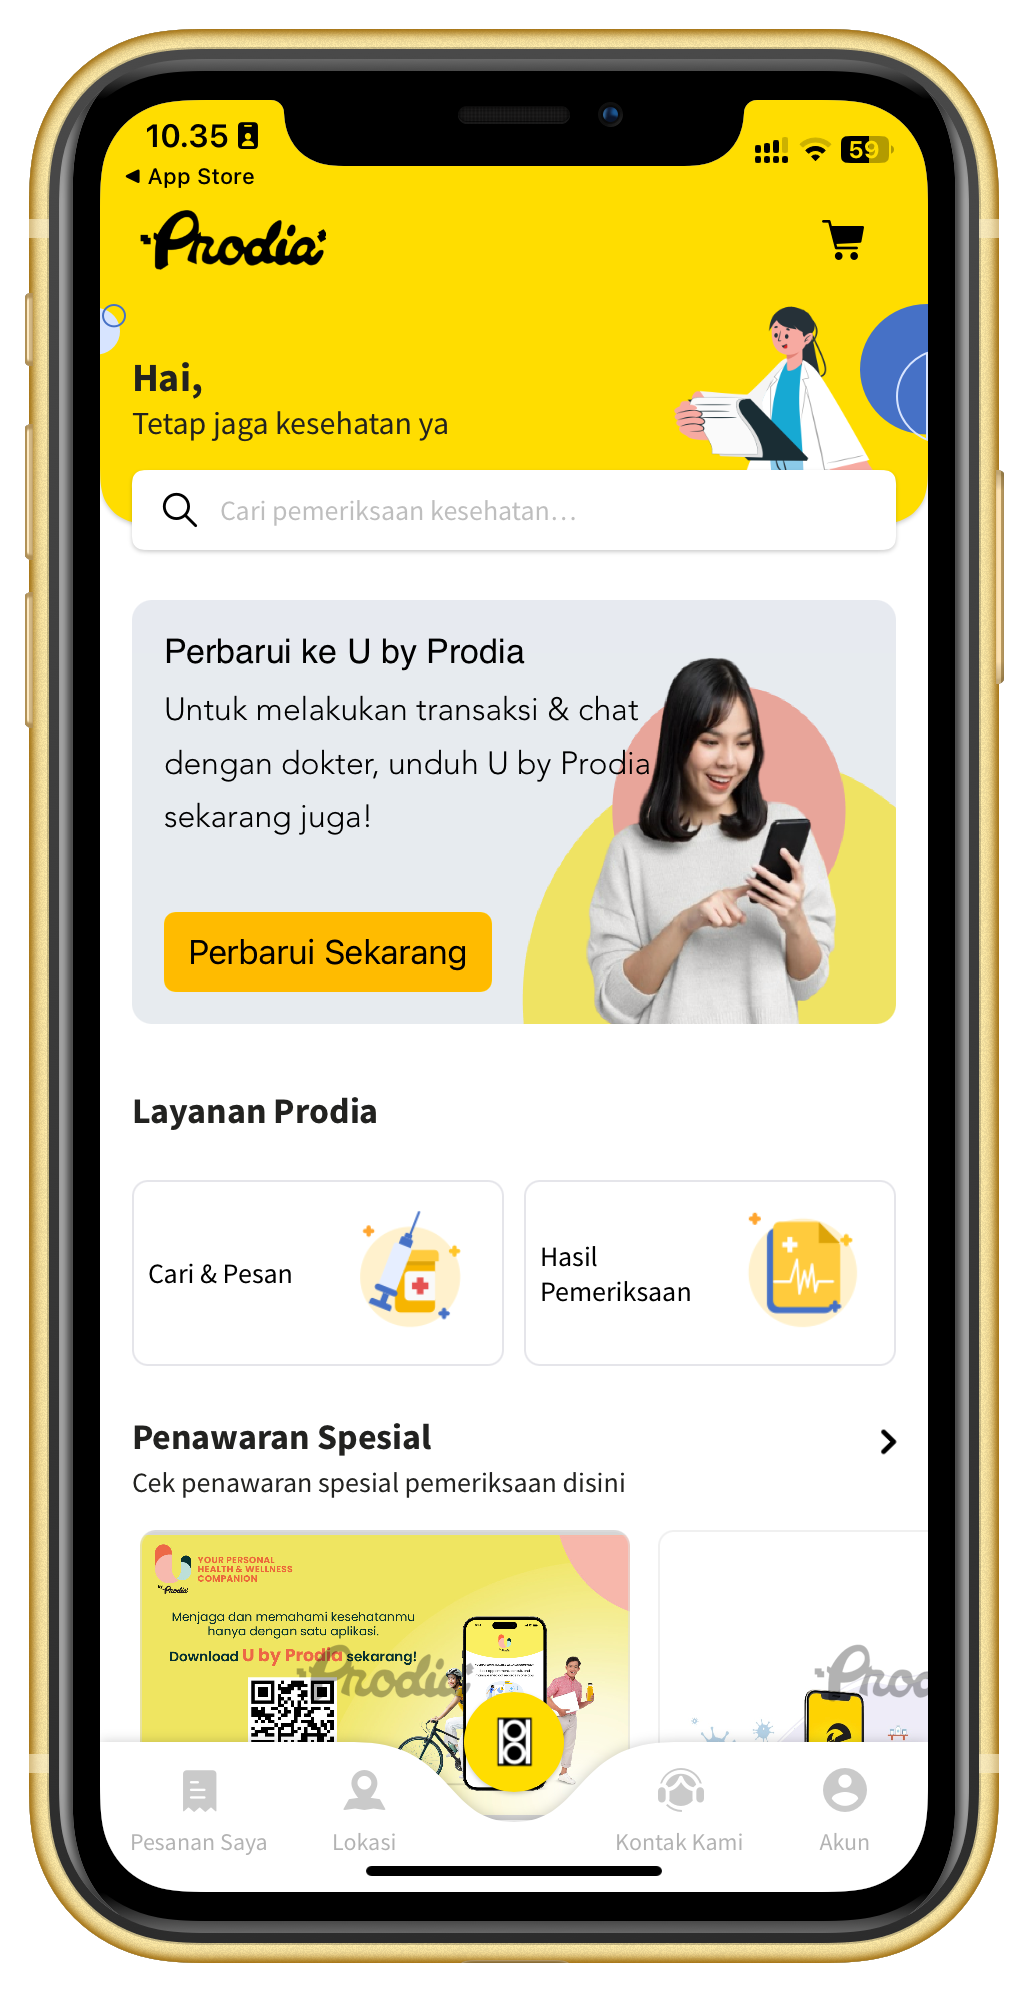 10.35
59
App Store
Prodia
Hai,
Tetap jaga kesehatan ya
Cari pemeriksaan kesehatan...
Perbarui ke U by Prodia
Untuk melakukan transaksi & chat
dengan dokter, unduh U by Prodia
sekarang juga!
Perbarui Sekarang
Layanan Prodia
Cari & Pesan
Hasil
Pemeriksaan
Penawaran Spesial
Cek penawaran spesial pemeriksaan disini
YOUR PERSONAL
HEALTH & WELLNESS
COMPANION
by Prodia
Menjaga dan memahami kesehatanmu
hanya dengan satu aplikasi.
Download U by Prodia sekarang!
Prodia
Prod
Pesanan Saya
Lokasi
Kontak Kami
Akun